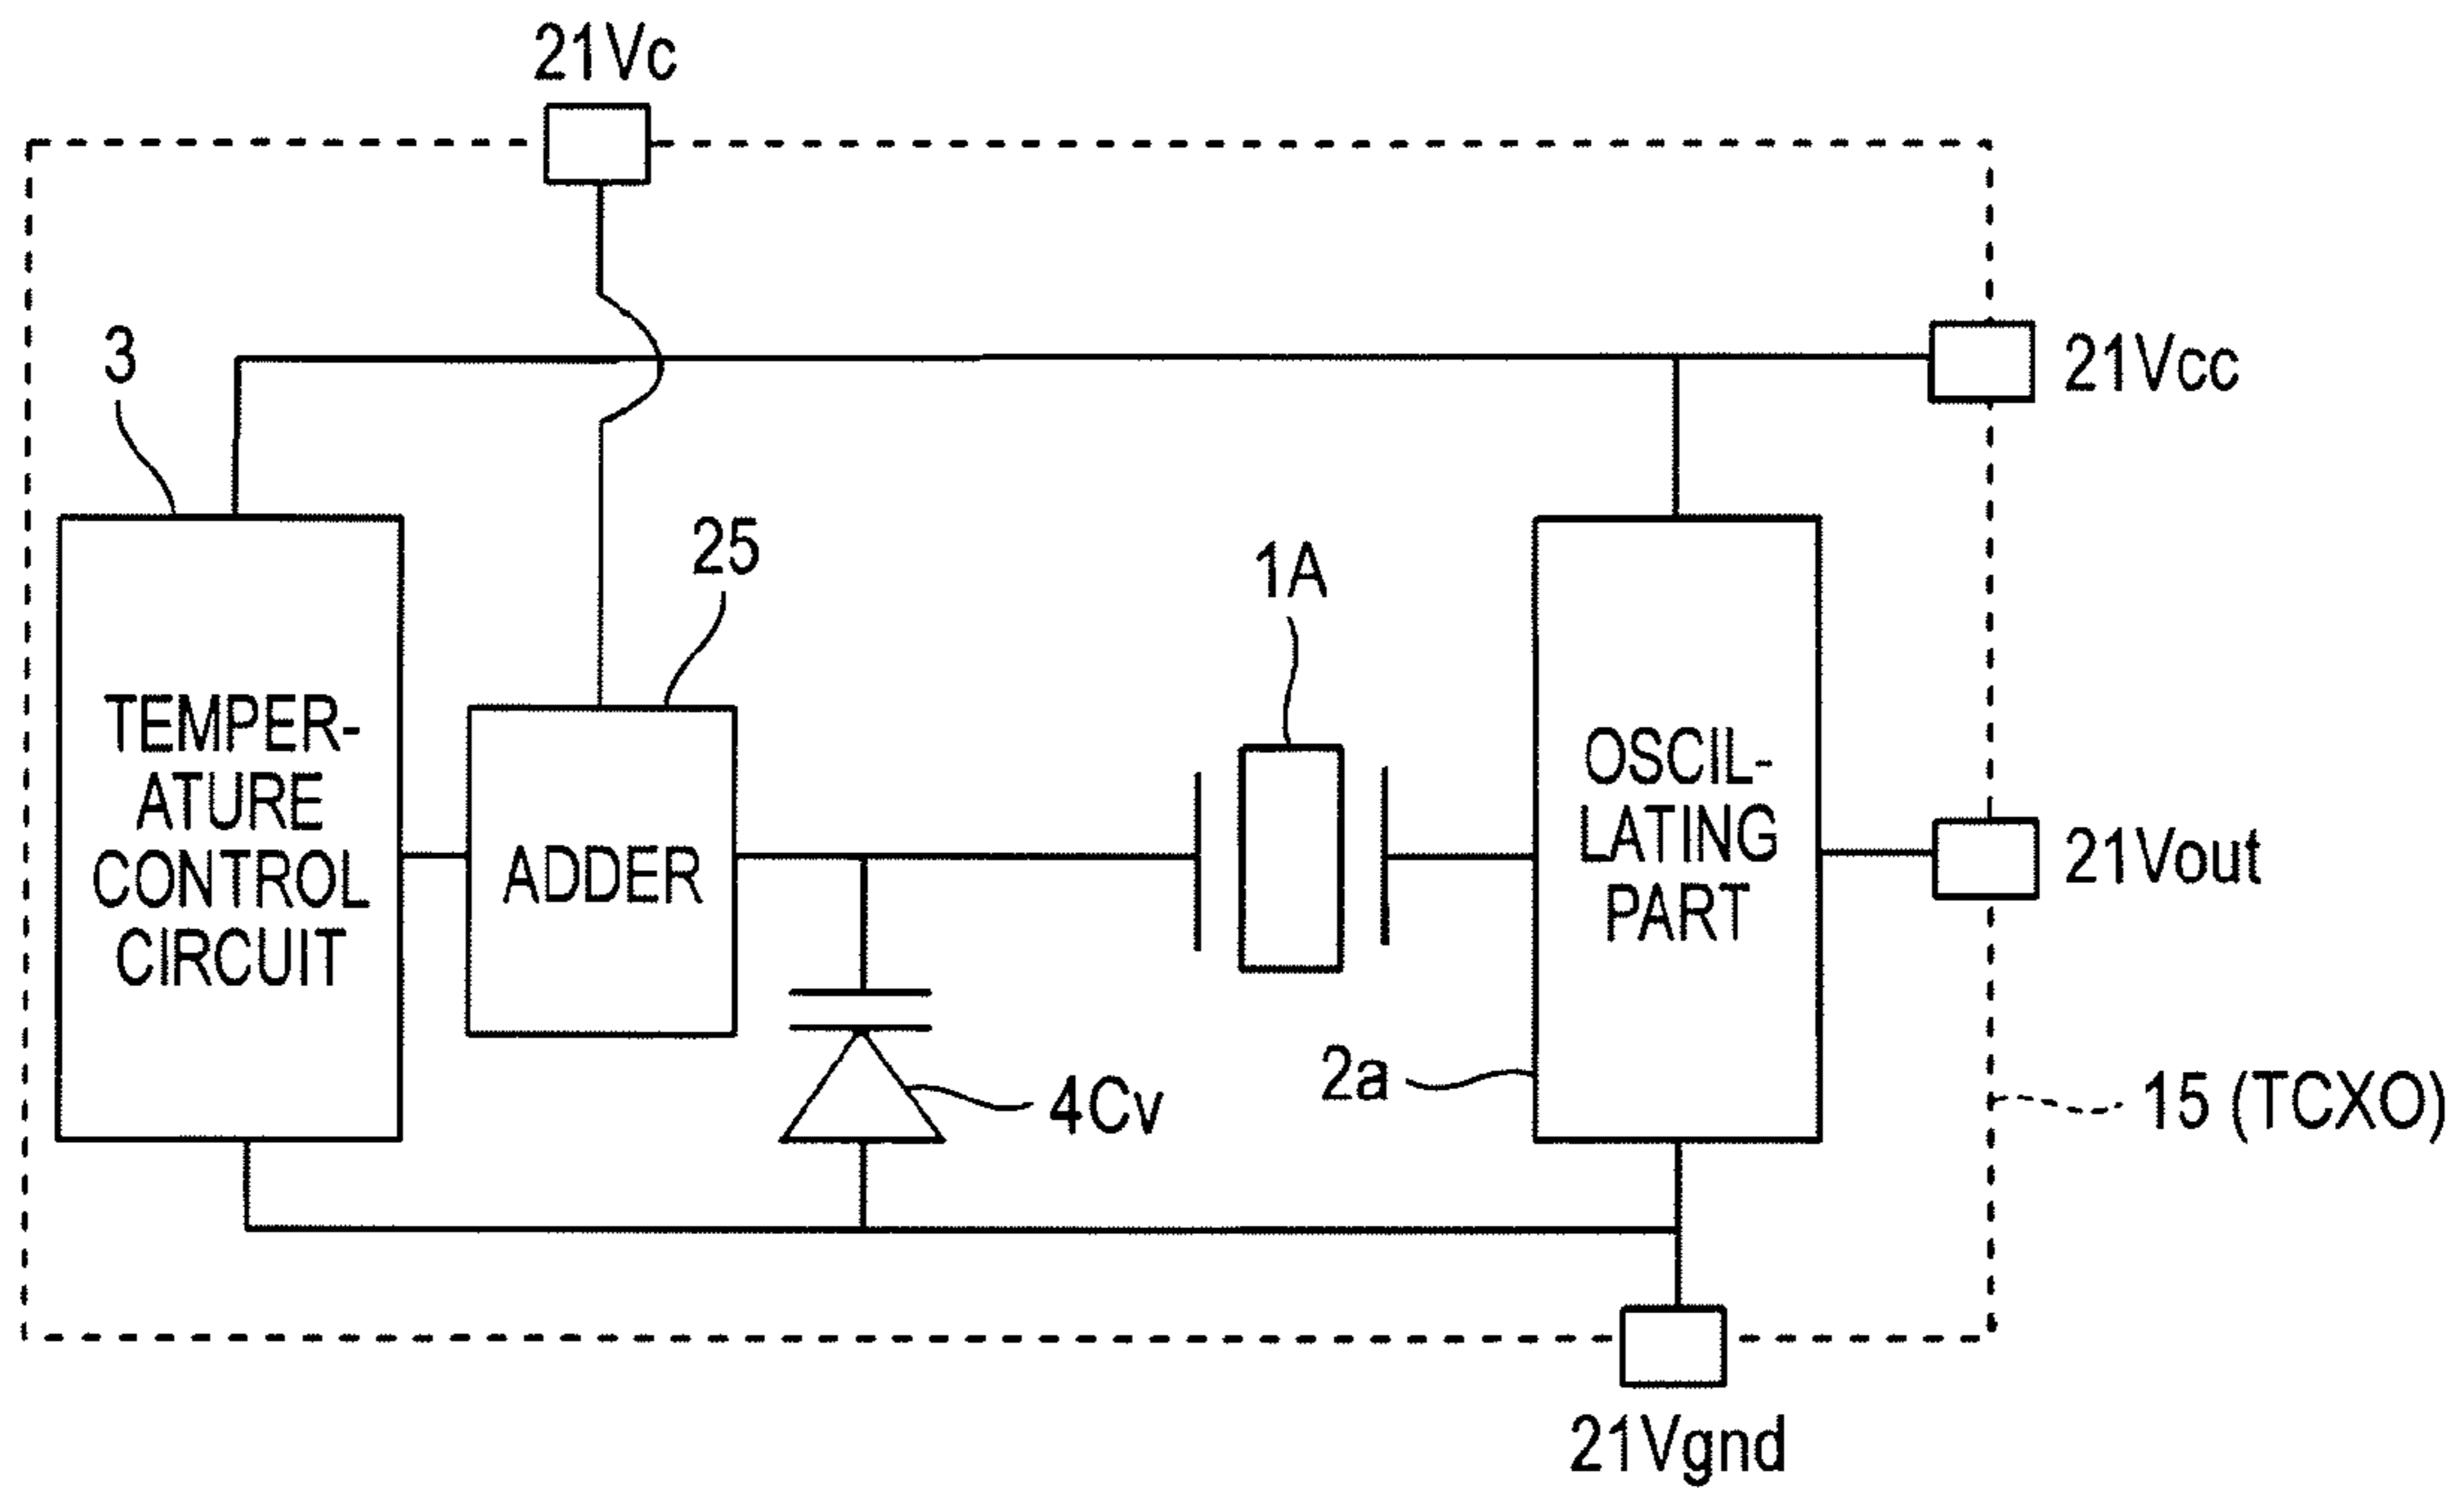 21Vc
3
21Vcc
25
1A
TEMPER-
ATURE
CONTROL
CIRCUIT
ADDER
OSCIL-
LATING
PART
21Vout
2a
4Cv
15 (TCXO)
21Vgnd